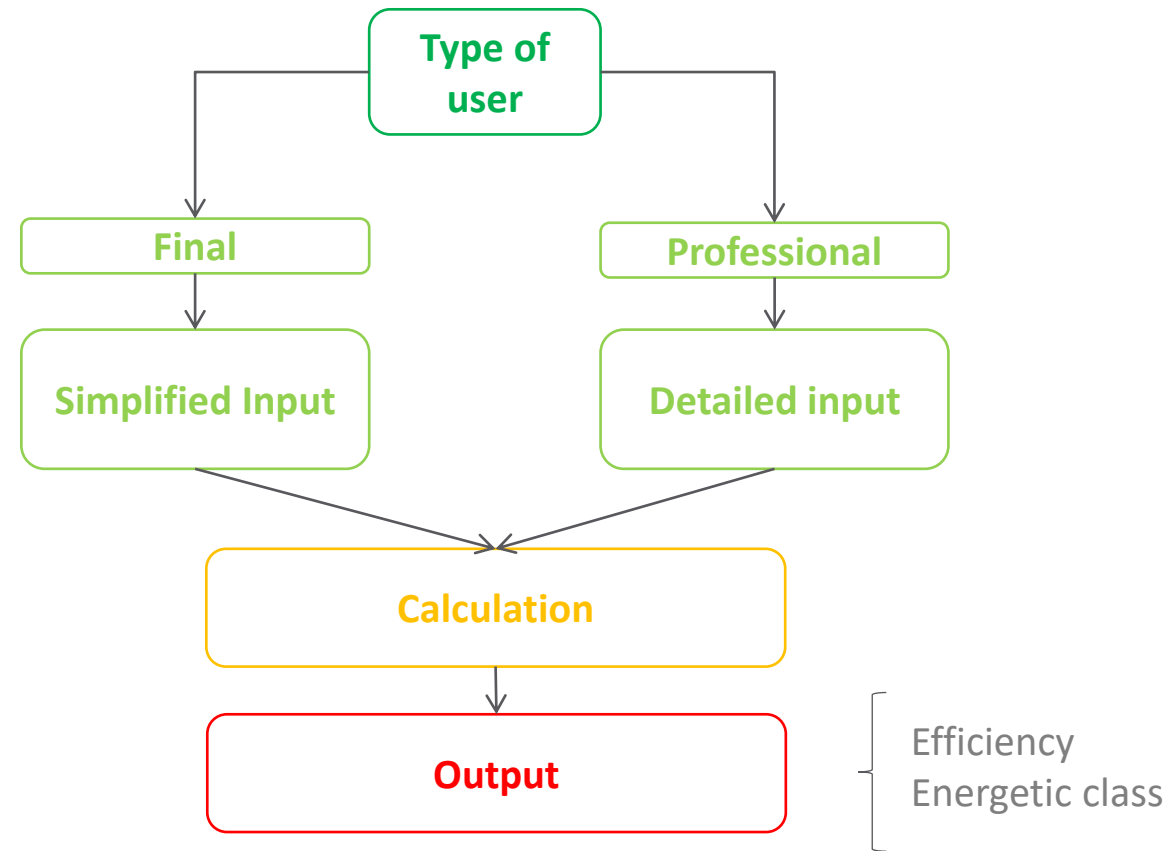 Type of
user
Final
Professional
Simplified Input
Detailed input
Calculation
Output
Efficiency
Energetic class